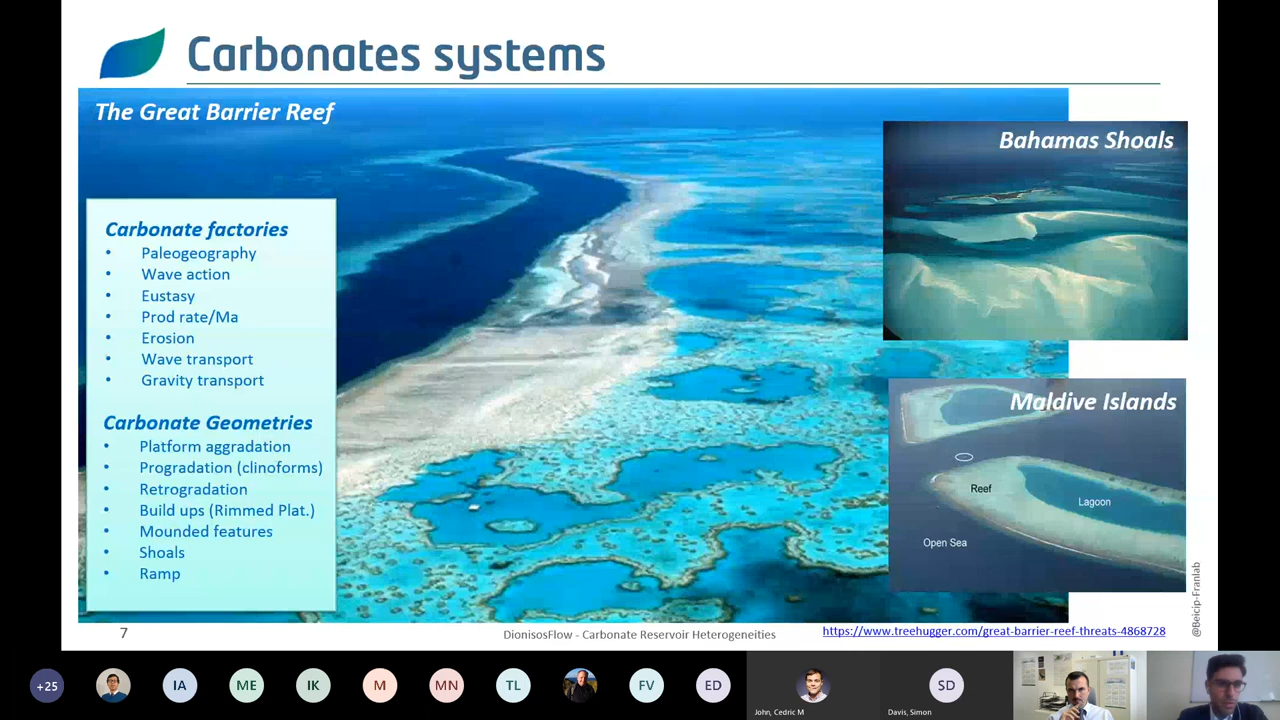 Carbonates systems
The Great Barrier Reef
Bahamas Shoals
Carbonate factories
• Paleogeography
• Wave action
• Eustasy
• Prod rate/Ma
• Erosion
• Wave transport
• Gravity transport
Carbonate Geometries
• Platform aggradation
• Progradation (clinoforms)
• Retrogradation
• Build ups (Rimmed Plat.)
• Mounded features
• Shoals
• Ramp
Maldive Islands
Reef
Lagoon
Open Sea
@Beicip-Franlab
7
DionisosFlow - Carbonate Reservoir Heterogeneities
https://www.treehugger.com/great-barrier-reef-threats-4868728
+25
IA
ME
IK
M
MN
TL
FV
ED
John, Cedric M
SD
Davis, Simon